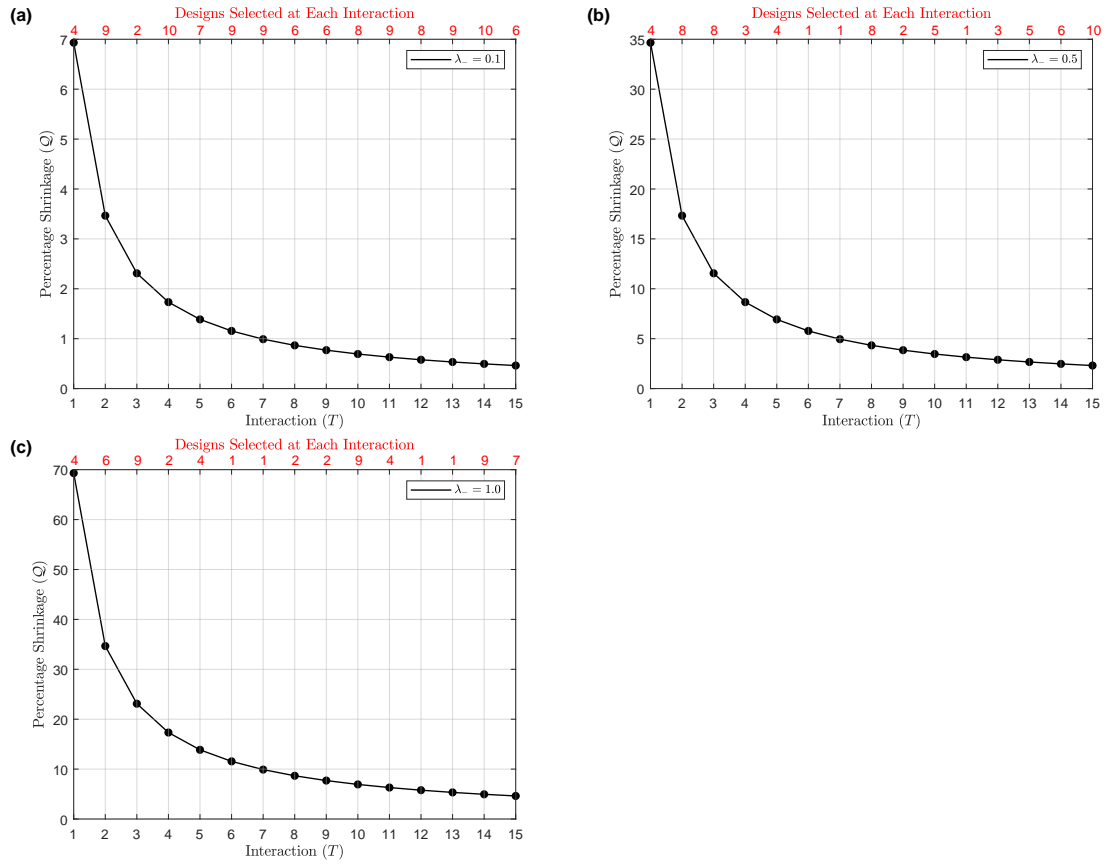 (a)
Designs Selected at Each Interaction
4 9 2 10 7 9 9 6 6 8 9 8 9 10 6
7
6
5
4
3
2
1
0
Percentage Shrinkage (𝒬)
λ₋ = 0.1
1 2 3 4 5 6 7 8 9 10 11 12 13 14 15
Interaction (T)
(b)
Designs Selected at Each Interaction
4 8 8 3 4 1 1 8 2 5 1 3 5 6 10
35
30
25
20
15
10
5
0
Percentage Shrinkage (𝒬)
λ₋ = 0.5
1 2 3 4 5 6 7 8 9 10 11 12 13 14 15
Interaction (T)
(c)
Designs Selected at Each Interaction
4 6 9 2 4 1 1 2 2 9 4 1 1 9 7
70
60
50
40
30
20
10
0
Percentage Shrinkage (𝒬)
λ₋ = 1.0
1 2 3 4 5 6 7 8 9 10 11 12 13 14 15
Interaction (T)